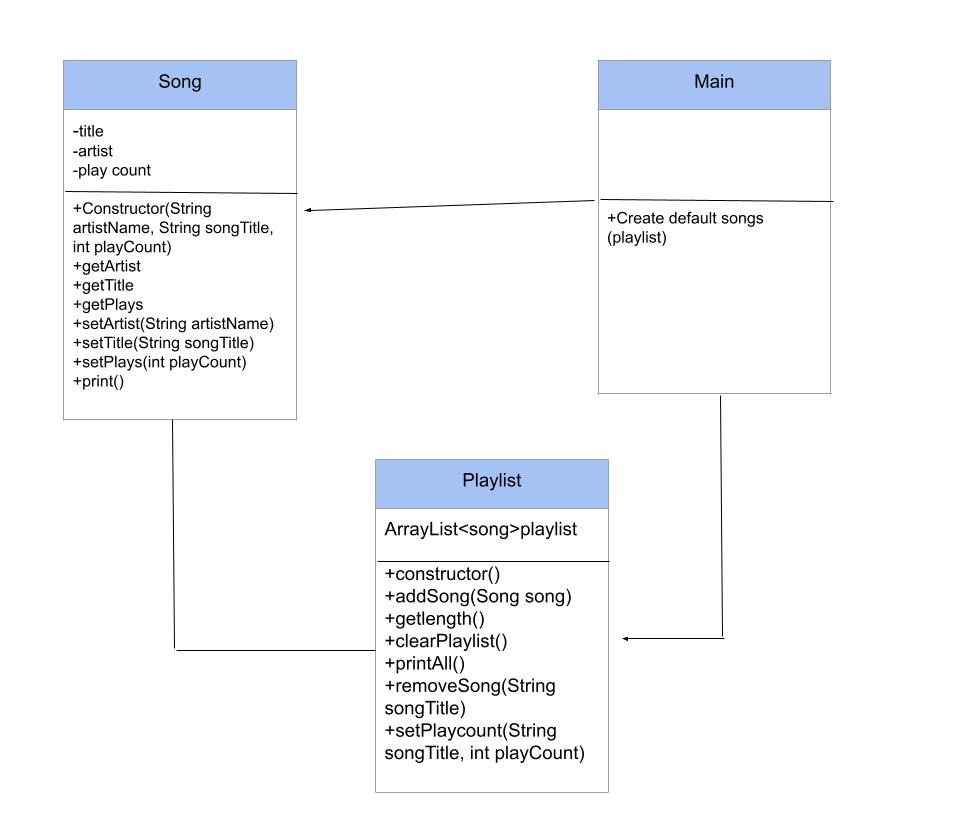 Song
-title
-artist
-play count
+Constructor(String
artistName, String songTitle,
int playCount)
+getArtist
+getTitle
+getPlays
+setArtist(String artistName)
+setTitle(String songTitle)
+setPlays(int playCount)
+print()
Main
+Create default songs
(playlist)
Playlist
ArrayList<song>playlist
+constructor()
+addSong(Song song)
+getlength()
+clearPlaylist()
+printAll()
+removeSong(String
songTitle)
+setPlaycount(String
songTitle, int playCount)